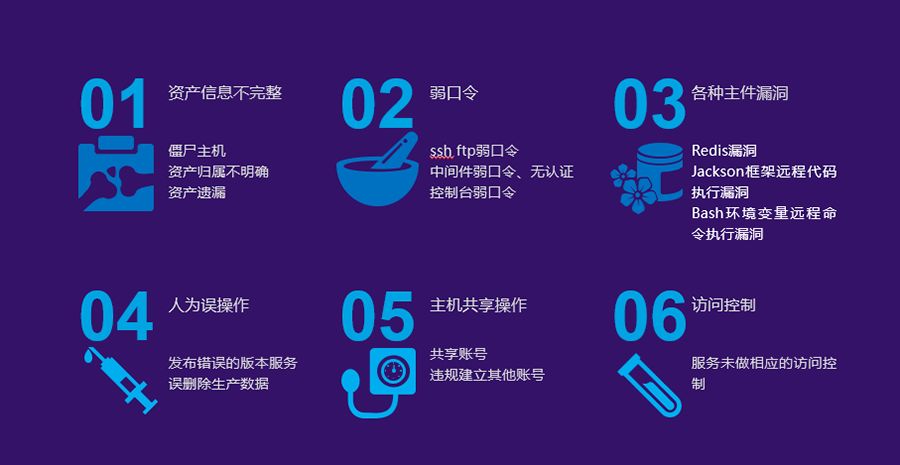 01
资产信息不完整
僵尸主机
资产归属不明确
资产遗漏
02
弱口令
ssh ftp弱口令
中间件弱口令、无认证
控制台弱口令
03
各种主件漏洞
Redis漏洞
Jackson框架远程代码
执行漏洞
Bash环境变量远程命
令执行漏洞
04
人为误操作
发布错误的版本服务
误删除生产数据
05
主机共享操作
共享账号
违规建立其他账号
06
访问控制
服务未做相应的访问控
制